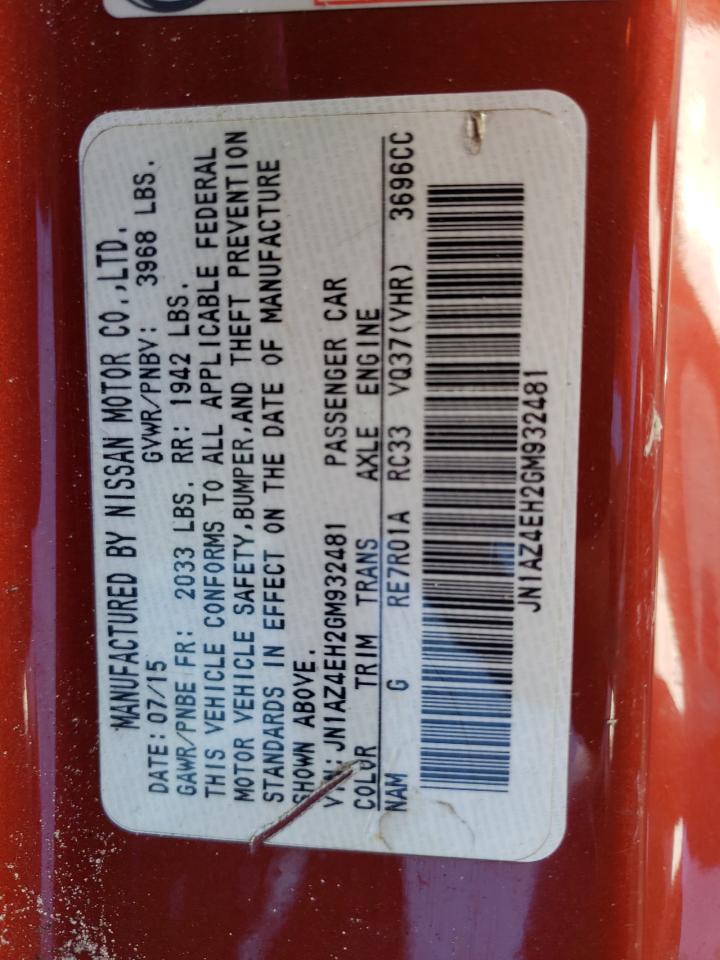 MANUFACTURED BY NISSAN MOTOR CO.,LTD.
DATE: 07/15 GVWR/PNBV: 3968 LBS.
GAWR/PNBE FR: 2033 LBS. RR: 1942 LBS.
THIS VEHICLE CONFORMS TO ALL APPLICABLE FEDERAL
MOTOR VEHICLE SAFETY,BUMPER,AND THEFT PREVENTION
STANDARDS IN EFFECT ON THE DATE OF MANUFACTURE
SHOWN ABOVE.
VIN: JN1AZ4EH2GM932481 PASSENGER CAR
COLOR TRIM TRANS AXLE ENGINE
NAM G RE7R01A RC33 VQ37(VHR) 3696CC
JN1AZ4EH2GM932481